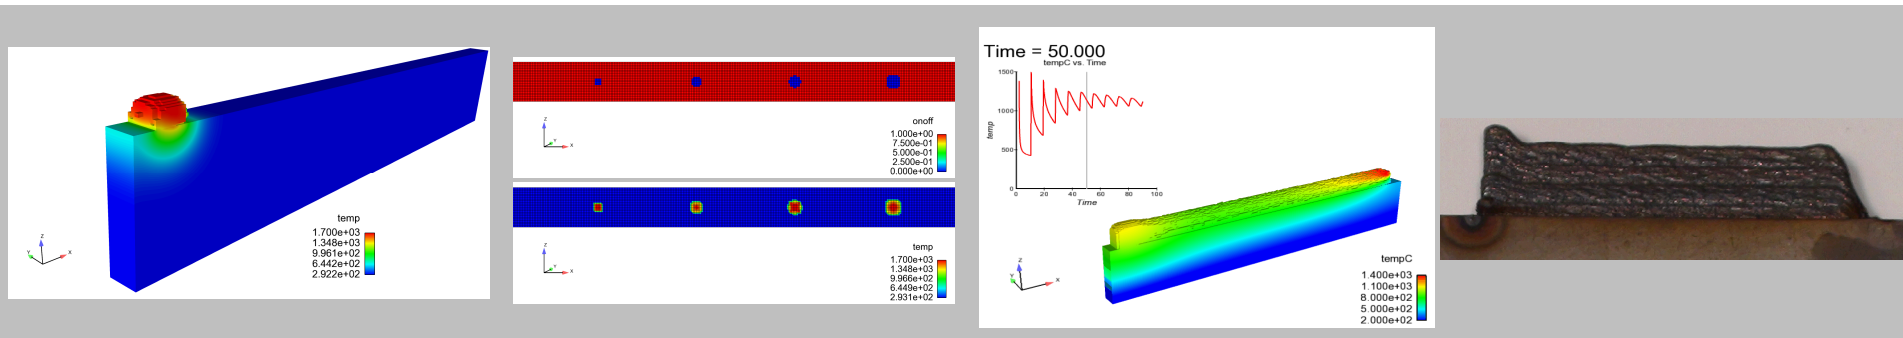 temp
1.700e+03
1.348e+03
9.961e+02
6.442e+02
2.922e+02
Z
Y
X
onoff
1.000e+00
7.500e-01
5.000e-01
2.500e-01
0.000e+00
Z
Y
X
temp
1.700e+03
1.348e+03
9.966e+02
6.449e+02
2.931e+02
Z
Y
X
Time = 50.000
tempC vs. Time
1500
1000
500
0
temp
0 20 40 60 80 100
Time
tempC
1.400e+03
1.100e+03
8.000e+02
5.000e+02
2.000e+02
Z
Y
X